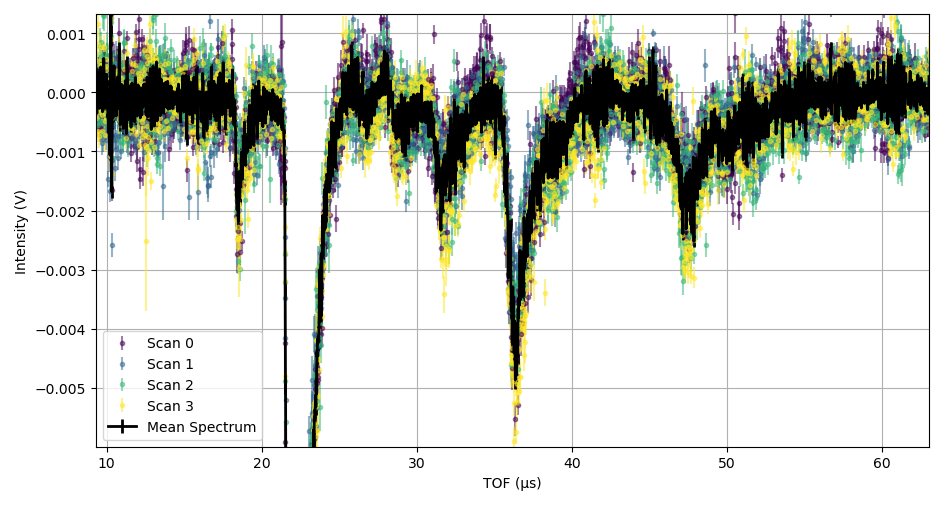 0.001
0.000
−0.001
−0.002
−0.003
−0.004
−0.005
Intensity (V)
Scan 0
Scan 1
Scan 2
Scan 3
Mean Spectrum
10 20 30 40 50 60
TOF (μs)